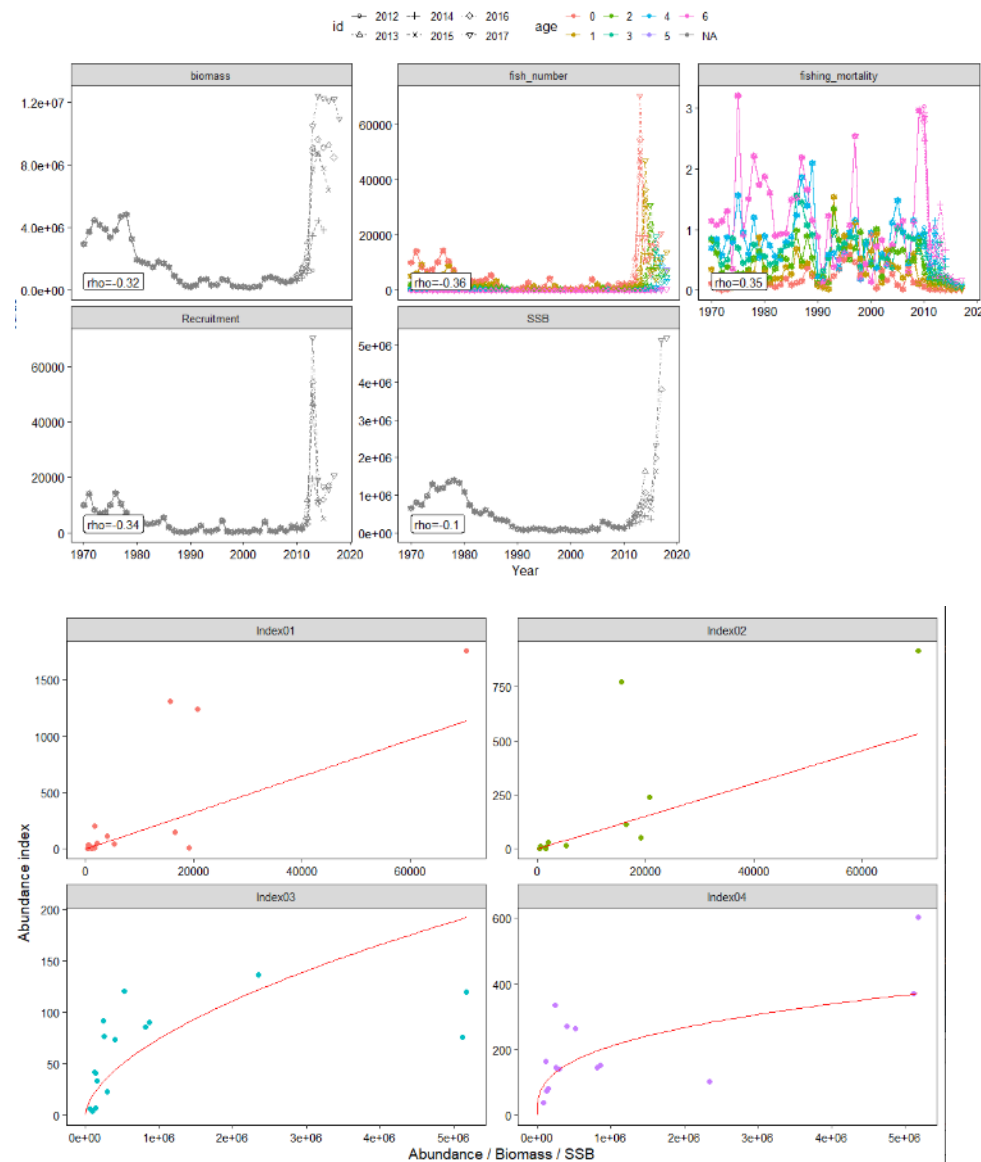 id 2012 2014 2016 age 0 2 4 6
2013 2015 2017 1 3 5 NA
biomass fish_number fishing_mortality
1.2e+07
8.0e+06
4.0e+06
0.0e+00
rho=-0.32
60000
40000
20000
0
rho=-0.36
3
2
1
0
rho=0.35
1970 1980 1990 2000 2010
Recruitment SSB
60000
40000
20000
0
rho=-0.34
1970 1980 1990 2000 2010 2020
5e+06
4e+06
3e+06
2e+06
1e+06
0e+00
rho=-0.1
1970 1980 1990 2000 2010 2020
Year
Index01 Index02
1500
1000
500
0
0 20000 40000 60000
750
500
250
0
0 20000 40000 60000
Abundance index
Index03 Index04
200
150
100
50
0
0e+00 1e+06 2e+06 3e+06 4e+06 5e+06
600
400
200
0
0e+00 1e+06 2e+06 3e+06 4e+06 5e+06
Abundance / Biomass / SSB